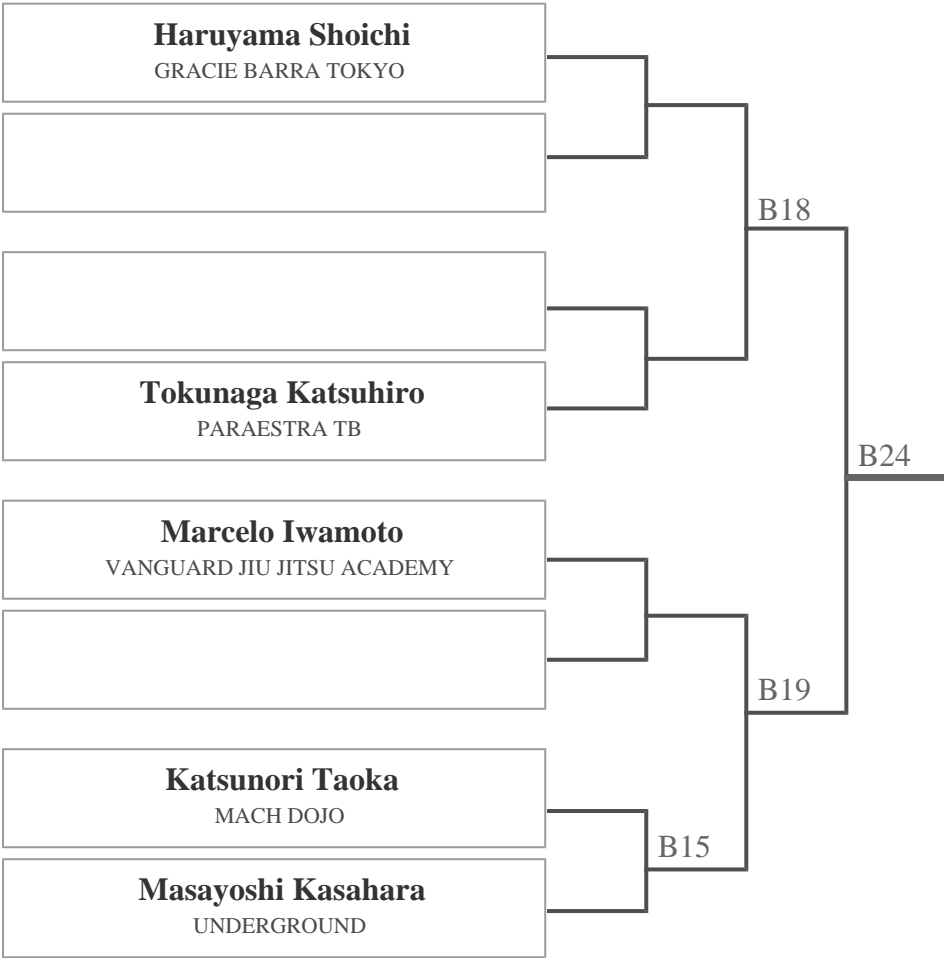 Haruyama Shoichi
GRACIE BARRA TOKYO
B18
Tokunaga Katsuhiro
PARAESTRA TB
B24
Marcelo Iwamoto
VANGUARD JIU JITSU ACADEMY
B19
Katsunori Taoka
MACH DOJO
B15
Masayoshi Kasahara
UNDERGROUND